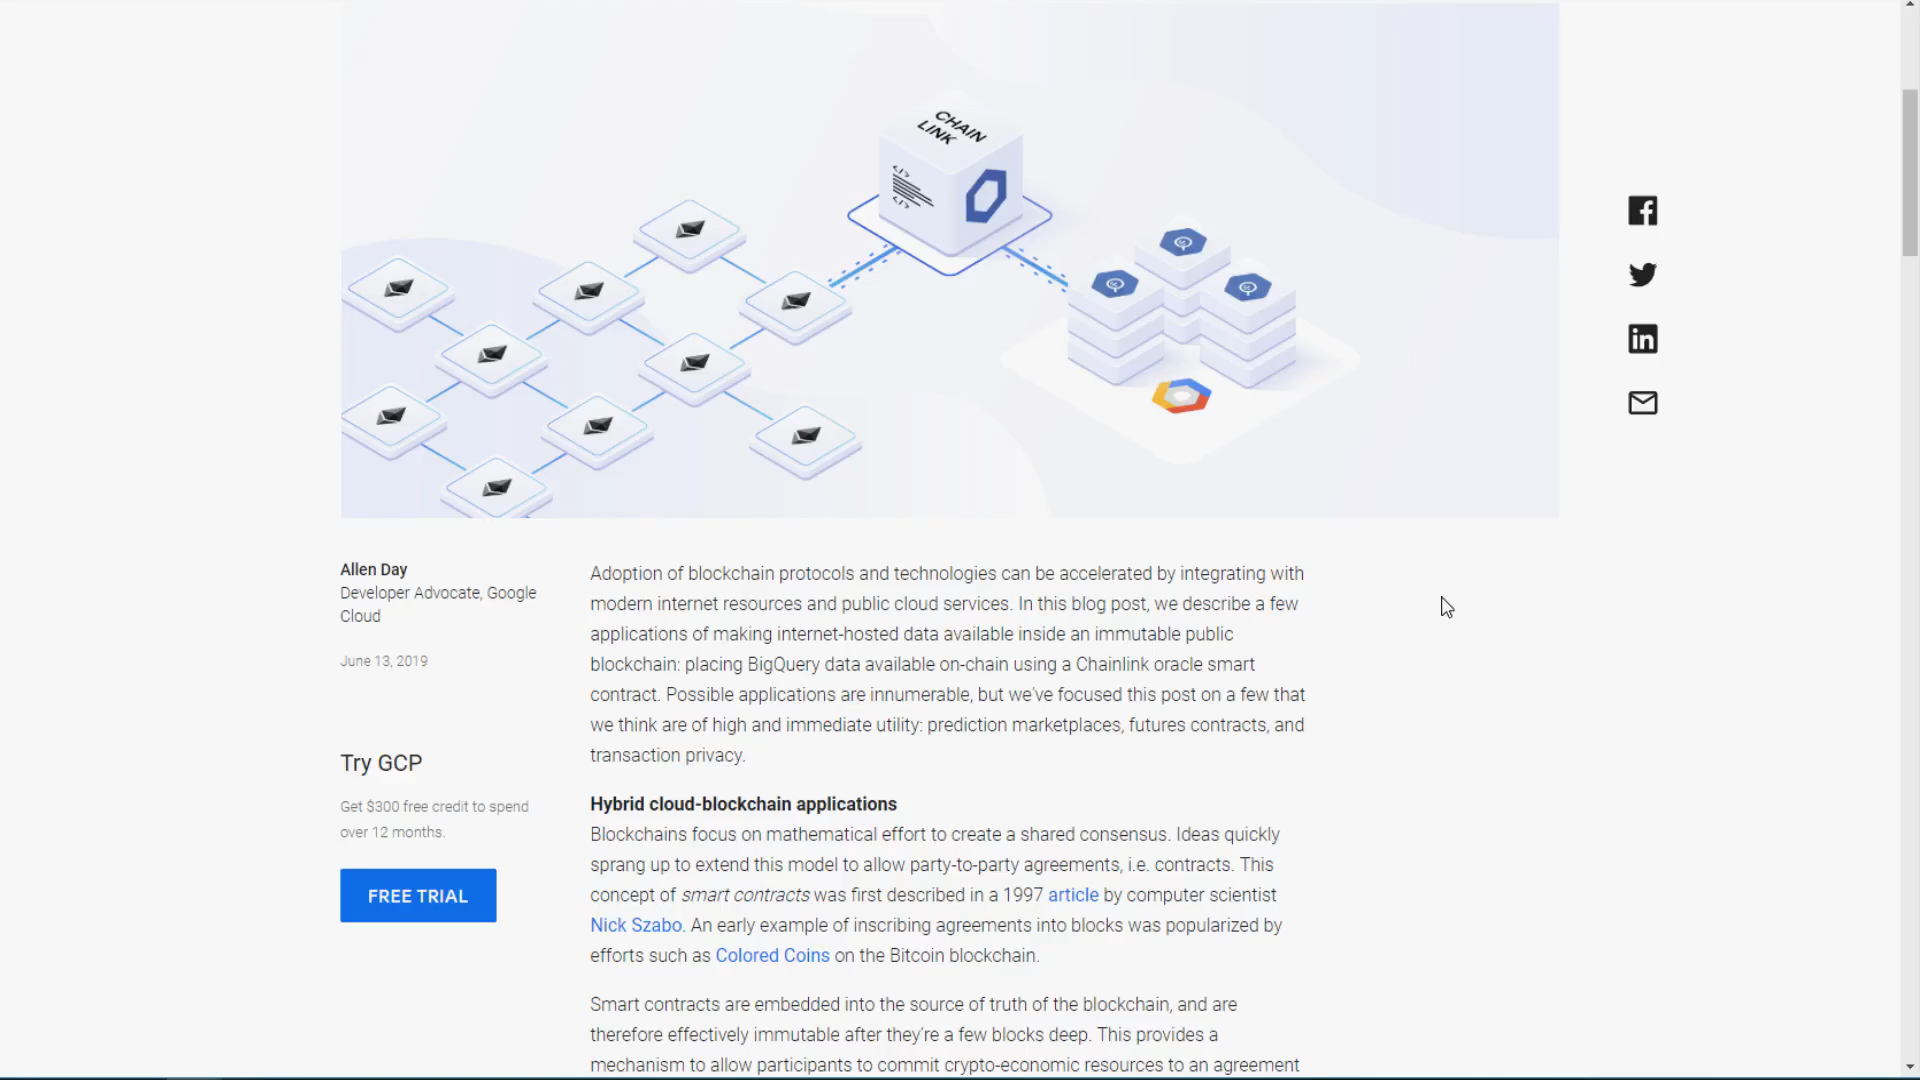 CHAIN
LINK
</>
</>
Allen Day
Developer Advocate, Google
Cloud
June 13, 2019
Try GCP
Get $300 free credit to spend
over 12 months.
FREE TRIAL
Adoption of blockchain protocols and technologies can be accelerated by integrating with
modern internet resources and public cloud services. In this blog post, we describe a few
applications of making internet-hosted data available inside an immutable public
blockchain: placing BigQuery data available on-chain using a Chainlink oracle smart
contract. Possible applications are innumerable, but we've focused this post on a few that
we think are of high and immediate utility: prediction marketplaces, futures contracts, and
transaction privacy.
Hybrid cloud-blockchain applications
Blockchains focus on mathematical effort to create a shared consensus. Ideas quickly
sprang up to extend this model to allow party-to-party agreements, i.e. contracts. This
concept of smart contracts was first described in a 1997 article by computer scientist
Nick Szabo. An early example of inscribing agreements into blocks was popularized by
efforts such as Colored Coins on the Bitcoin blockchain.
Smart contracts are embedded into the source of truth of the blockchain, and are
therefore effectively immutable after they're a few blocks deep. This provides a
mechanism to allow participants to commit crypto-economic resources to an agreement